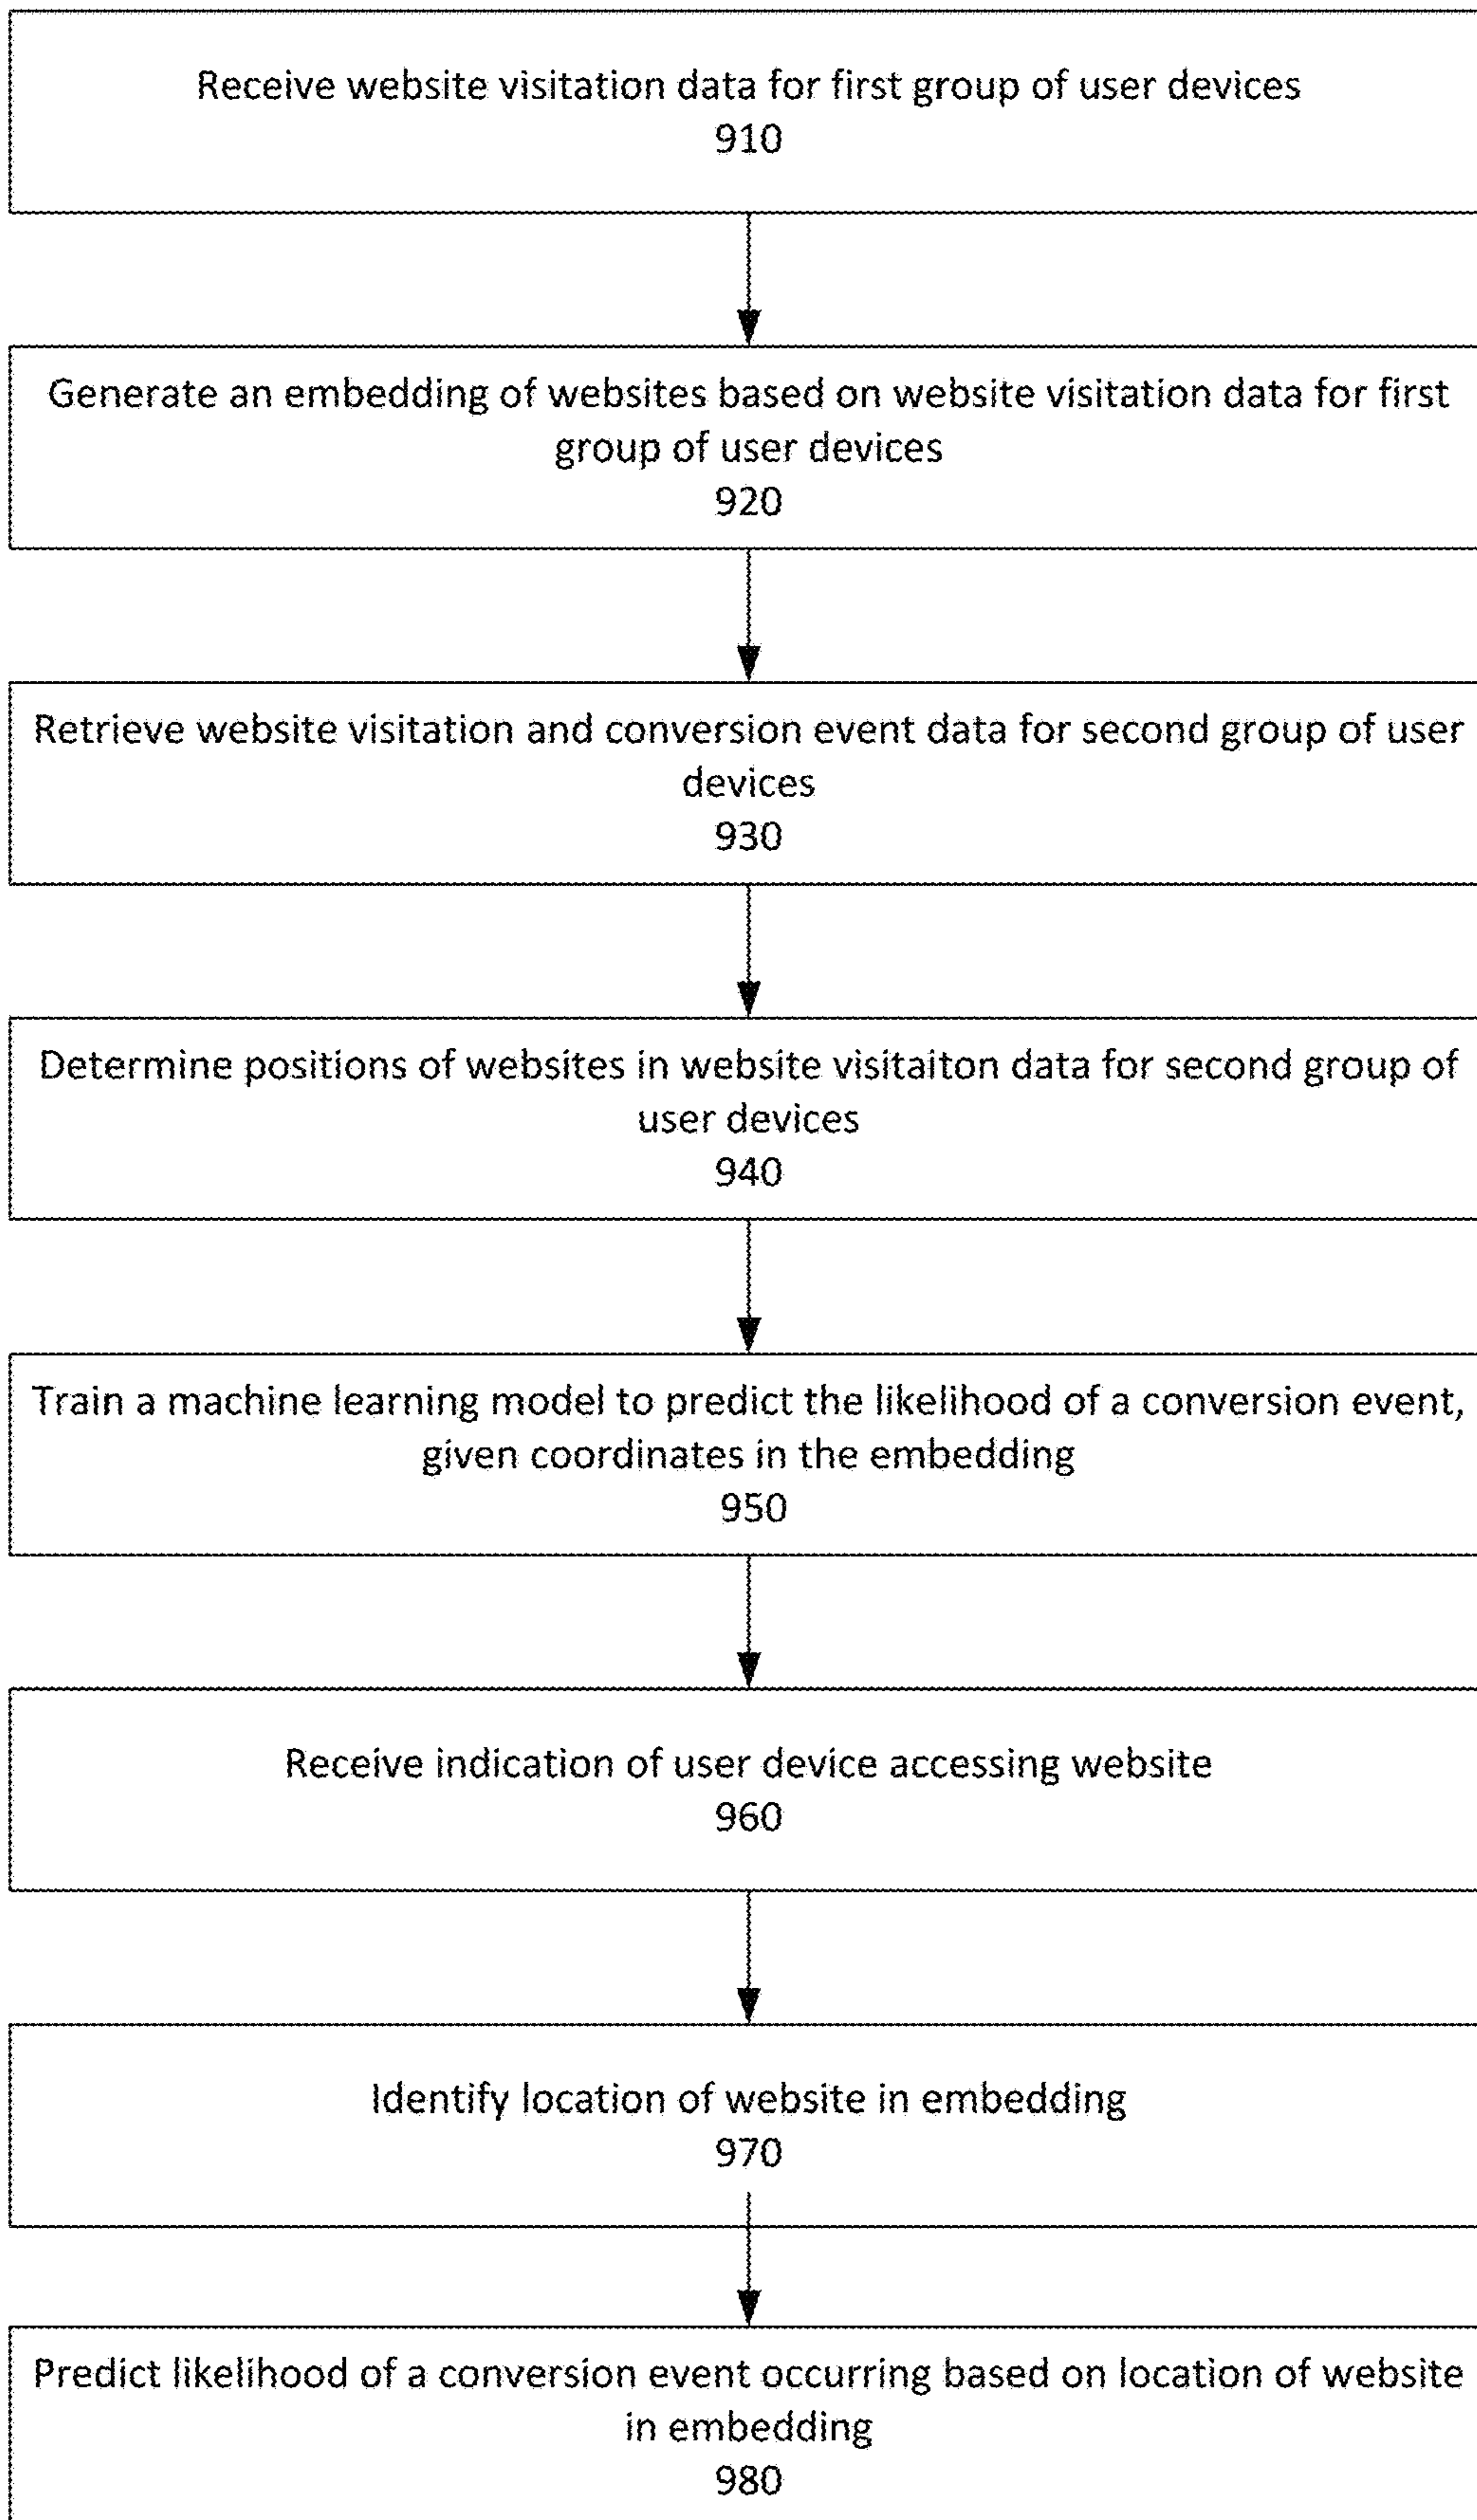 Receive website visitation data for first group of user devices
910
Generate an embedding of websites based on website visitation data for first
group of user devices
920
Retrieve website visitation and conversion event data for second group of user
devices
930
Determine positions of websites in website visitaiton data for second group of
user devices
940
Train a machine learning model to predict the likelihood of a conversion event,
given coordinates in the embedding
950
Receive indication of user device accessing website
960
Identify location of website in embedding
970
Predict likelihood of a conversion event occurring based on location of website
in embedding
980